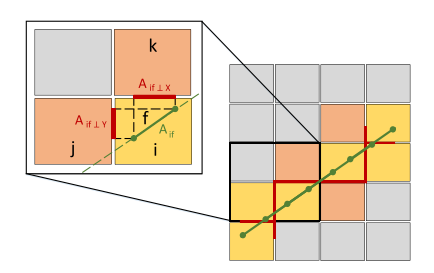 k
A if ⊥ X
A if ⊥ Y
f
A if
j
i